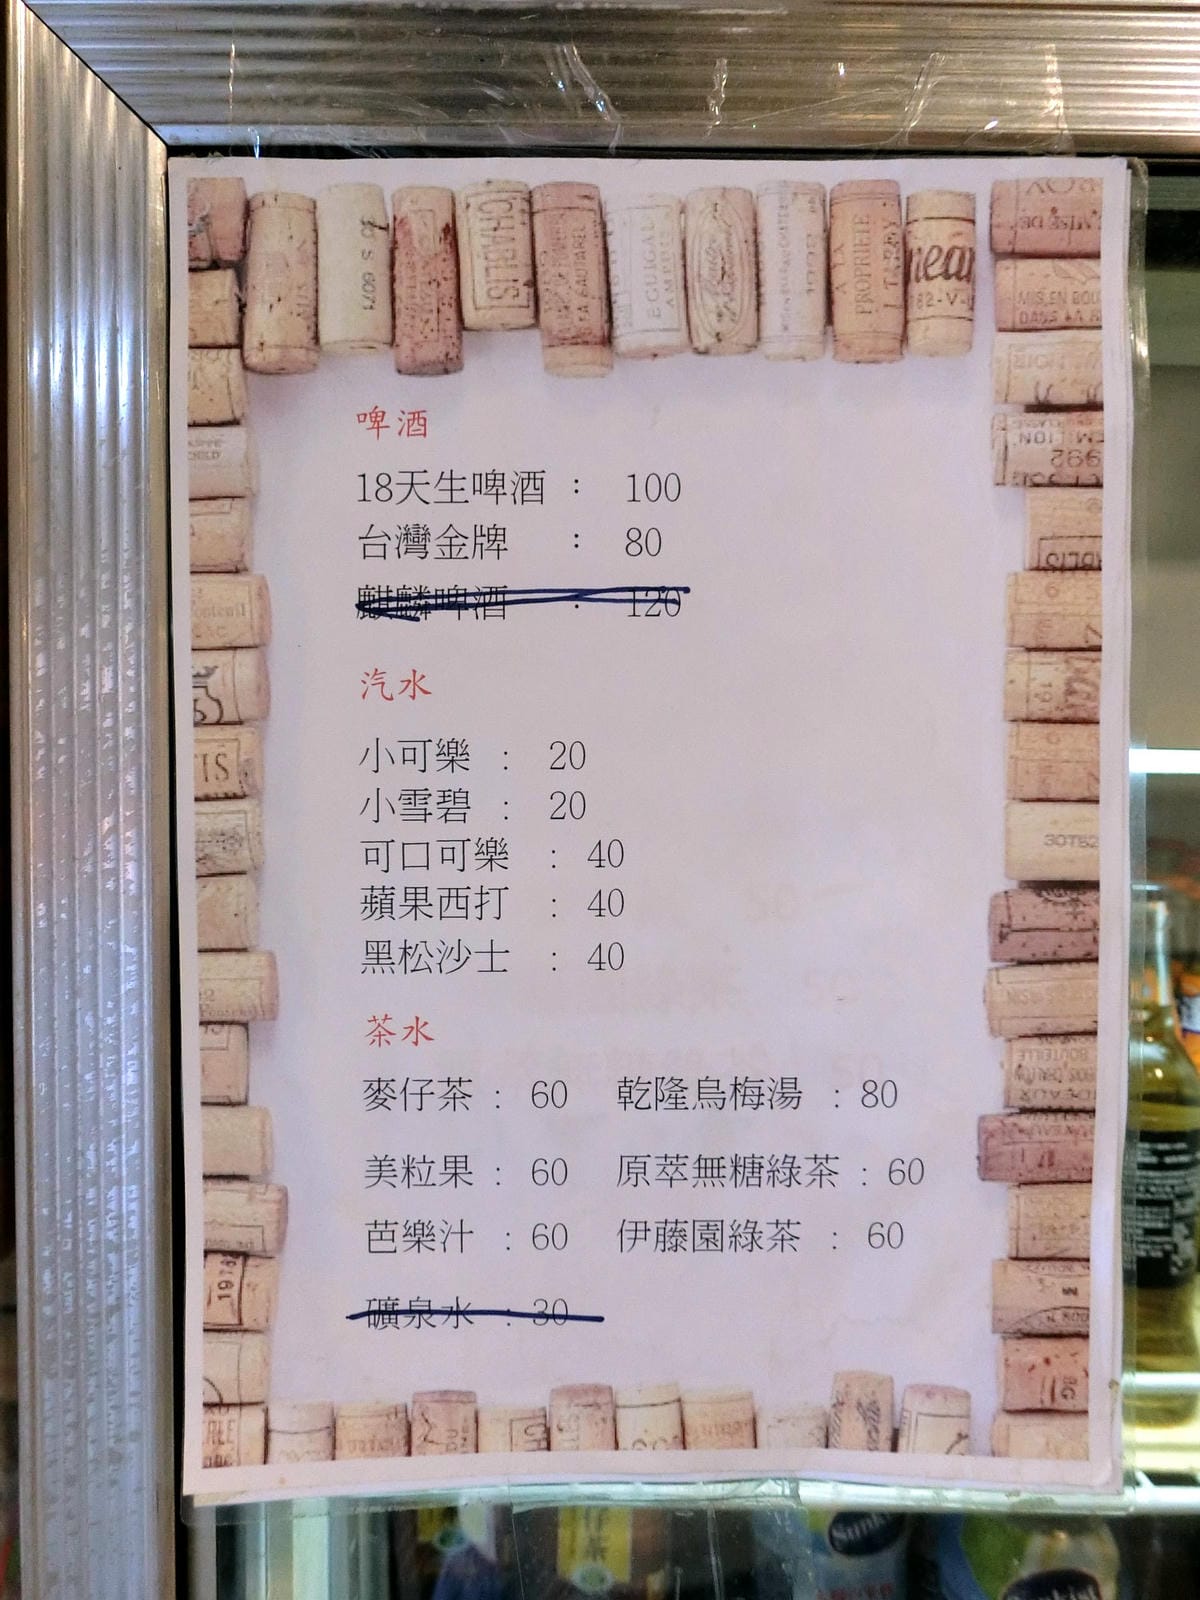 CHABLIS
PROPRIETE
啤酒
18天生啤酒 : 100
台灣金牌 : 80
麒麟啤酒 : 120
汽水
小可樂 : 20
小雪碧 : 20
可口可樂 : 40
蘋果西打 : 40
黑松沙士 : 40
茶水
麥仔茶 : 60 乾隆烏梅湯 : 80
美粒果 : 60 原萃無糖綠茶 : 60
芭樂汁 : 60 伊藤園綠茶 : 60
礦泉水 : 30